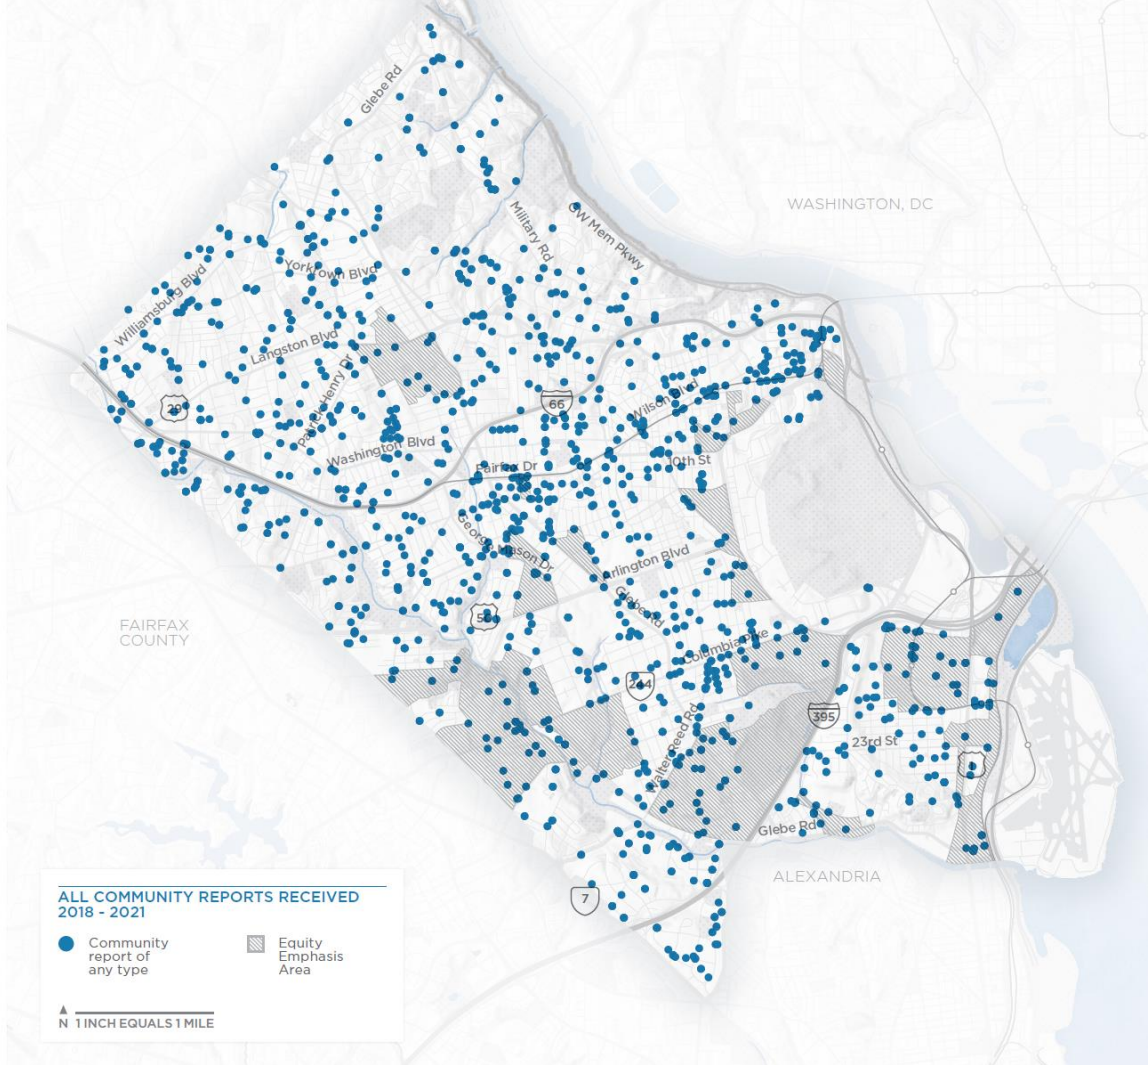 Glebe Rd
WASHINGTON, DC
Military Rd
GW Mem Pkwy
Yorktown Blvd
Williamsburg Blvd
Langston Blvd
Patrick Henry Dr
29
66
Wilson Blvd
Washington Blvd
Fairfax Dr
10th St
George Mason Dr
Arlington Blvd
Glebe Rd
50
FAIRFAX
COUNTY
Columbia Pike
244
395
Walter Reed Rd
23rd St
1
Glebe Rd
ALEXANDRIA
7
ALL COMMUNITY REPORTS RECEIVED
2018 - 2021
Community
report of
any type
Equity
Emphasis
Area
N 1 INCH EQUALS 1 MILE